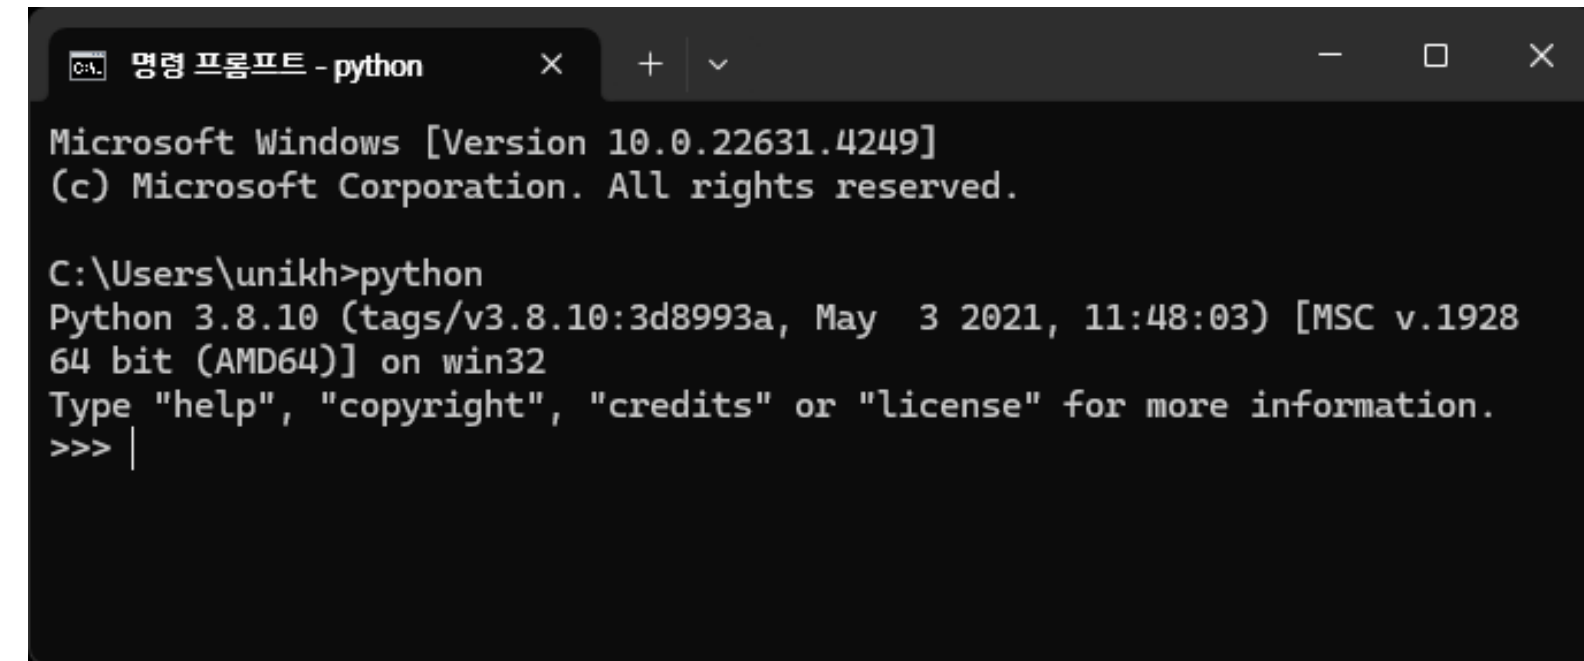 명령 프롬프트 - python
Microsoft Windows [Version 10.0.22631.4249]
(c) Microsoft Corporation. All rights reserved.
C:\Users\unikh>python
Python 3.8.10 (tags/v3.8.10:3d8993a, May  3 2021, 11:48:03) [MSC v.1928
64 bit (AMD64)] on win32
Type "help", "copyright", "credits" or "license" for more information.
>>>